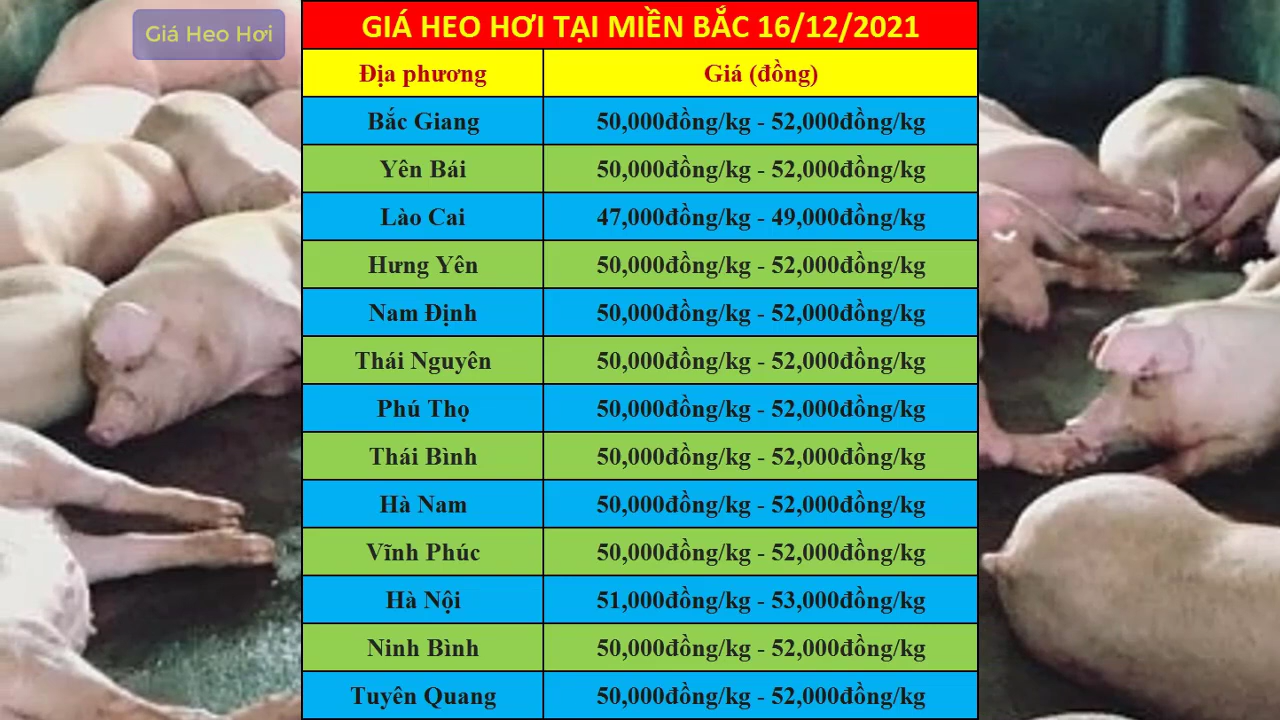 Giá Heo Hơi
GIÁ HEO HƠI TẠI MIỀN BẮC 16/12/2021
Địa phương Giá (đồng)
Bắc Giang 50,000đồng/kg - 52,000đồng/kg
Yên Bái 50,000đồng/kg - 52,000đồng/kg
Lào Cai 47,000đồng/kg - 49,000đồng/kg
Hưng Yên 50,000đồng/kg - 52,000đồng/kg
Nam Định 50,000đồng/kg - 52,000đồng/kg
Thái Nguyên 50,000đồng/kg - 52,000đồng/kg
Phú Thọ 50,000đồng/kg - 52,000đồng/kg
Thái Bình 50,000đồng/kg - 52,000đồng/kg
Hà Nam 50,000đồng/kg - 52,000đồng/kg
Vĩnh Phúc 50,000đồng/kg - 52,000đồng/kg
Hà Nội 51,000đồng/kg - 53,000đồng/kg
Ninh Bình 50,000đồng/kg - 52,000đồng/kg
Tuyên Quang 50,000đồng/kg - 52,000đồng/kg